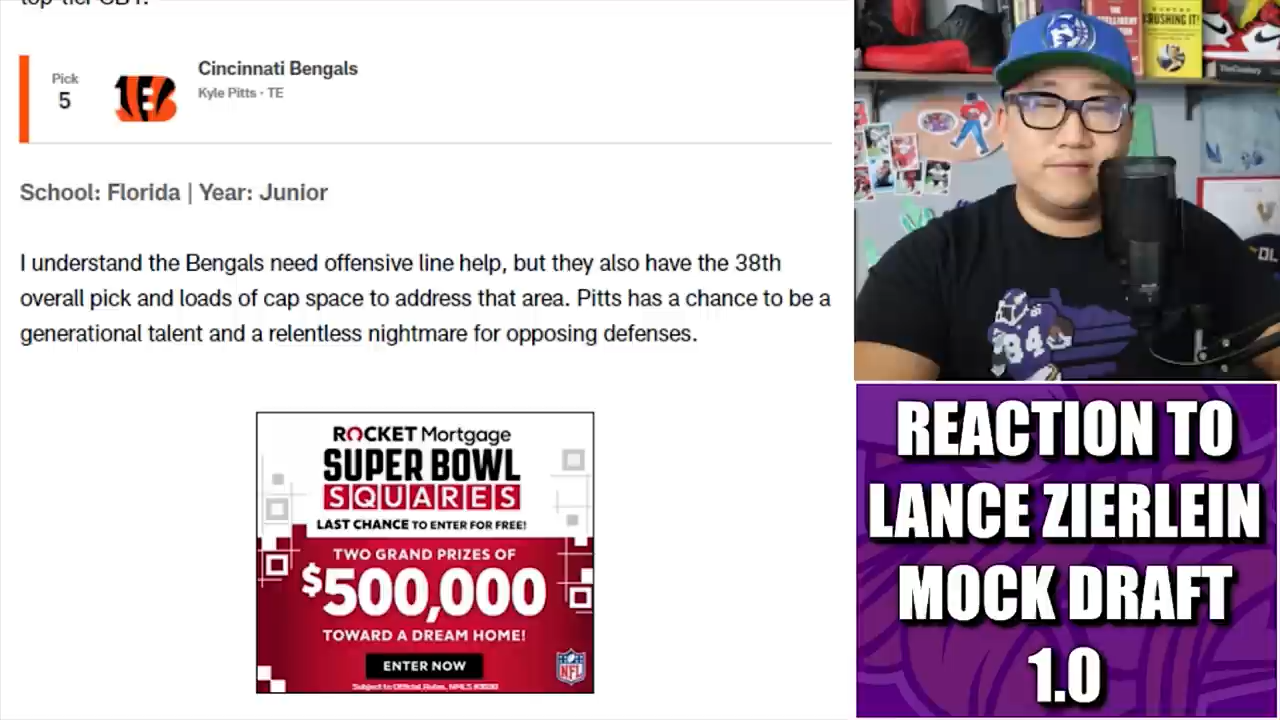 Pick
5
Cincinnati Bengals
Kyle Pitts · TE
School: Florida | Year: Junior
I understand the Bengals need offensive line help, but they also have the 38th
overall pick and loads of cap space to address that area. Pitts has a chance to be a
generational talent and a relentless nightmare for opposing defenses.
ROCKET Mortgage
SUPER BOWL
SQUARES
LAST CHANCE TO ENTER FOR FREE!
TWO GRAND PRIZES OF
$500,000
TOWARD A DREAM HOME!
ENTER NOW
NFL
CRUSHING IT!
84
REACTION TO
LANCE ZIERLEIN
MOCK DRAFT
1.0